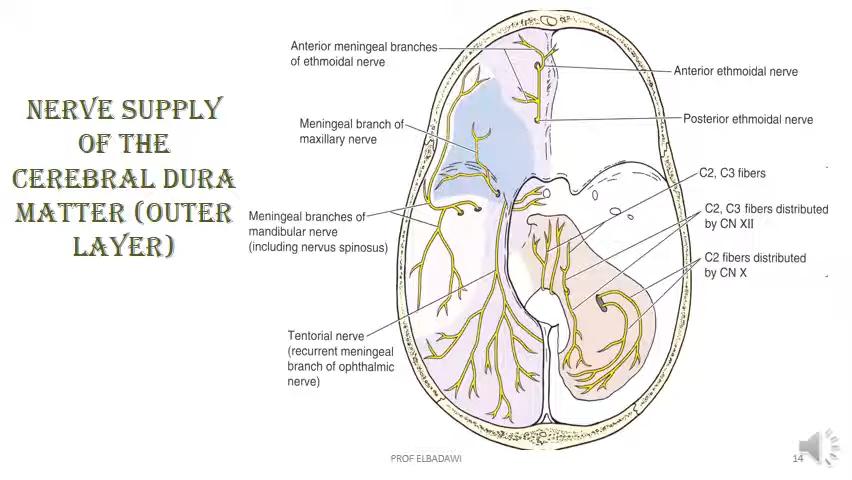 NERVE SUPPLY
OF THE
CEREBRAL DURA
MATTER (OUTER
LAYER)
Anterior meningeal branches
of ethmoidal nerve
Meningeal branch of
maxillary nerve
Meningeal branches of
mandibular nerve
(including nervus spinosus)
Tentorial nerve
(recurrent meningeal
branch of ophthalmic
nerve)
Anterior ethmoidal nerve
Posterior ethmoidal nerve
C2, C3 fibers
C2, C3 fibers distributed
by CN XII
C2 fibers distributed
by CN X
PROF ELBADAWI
14